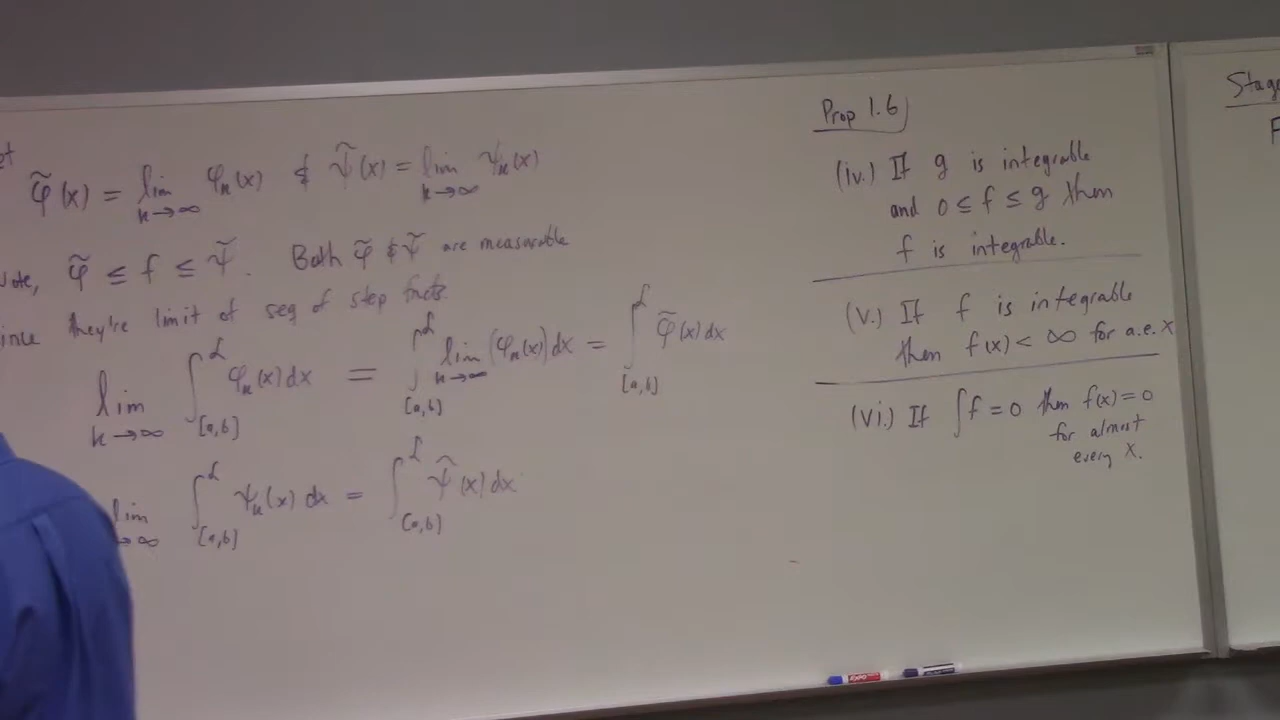 φ̃(x) = lim k→∞ φₖ(x) & ψ̃(x) = lim k→∞ ψₖ(x)
φ̃ ≤ f ≤ ψ̃. Both φ̃ & ψ̃ are measurable
they're limit of seq of step fncts.
lim k→∞ ∫[a,b]^L φₖ(x)dx = ∫[a,b]^L lim k→∞ (φₖ(x))dx = ∫[a,b]^L φ̃(x)dx
lim →∞ ∫[a,b]^L ψₖ(x)dx = ∫[a,b]^L ψ̃(x)dx
Prop 1.6
(iv.) If g is integrable
and 0 ≤ f ≤ g then
f is integrable.
(v.) If f is integrable
then f(x) < ∞ for a.e. x
(vi.) If ∫f = 0 then f(x) = 0
for almost
every x.